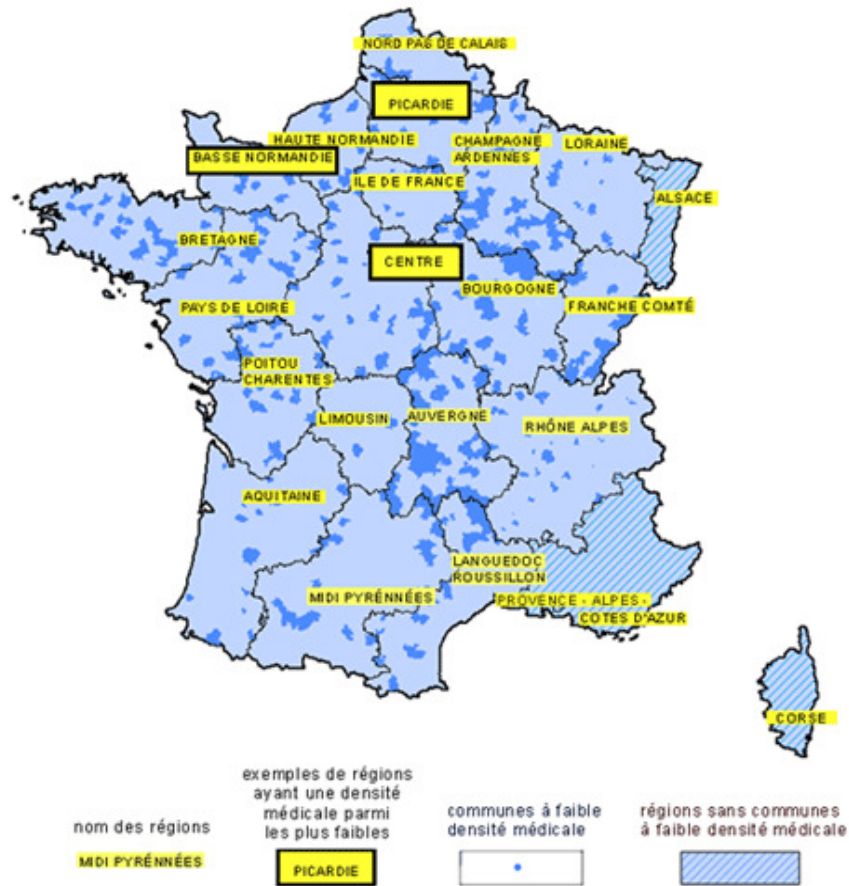 NORD PAS DE CALAIS
PICARDIE
HAUTE NORMANDIE
BASSE NORMANDIE
CHAMPAGNE
ARDENNES
LORAINE
ILE DE FRANCE
ALSACE
BRETAGNE
CENTRE
BOURGOGNE
PAYS DE LOIRE
FRANCHE COMTÉ
POITOU
CHARENTES
LIMOUSIN
AUVERGNE
RHÔNE ALPES
AQUITAINE
LANGUEDOC
ROUSSILLON
MIDI PYRÉNNÉES
PROVENCE - ALPES -
COTES D'AZUR
CORSE
nom des régions
MIDI PYRÉNNÉES
exemples de régions
ayant une densité
médicale parmi
les plus faibles
PICARDIE
communes à faible
densité médicale
régions sans communes
à faible densité médicale